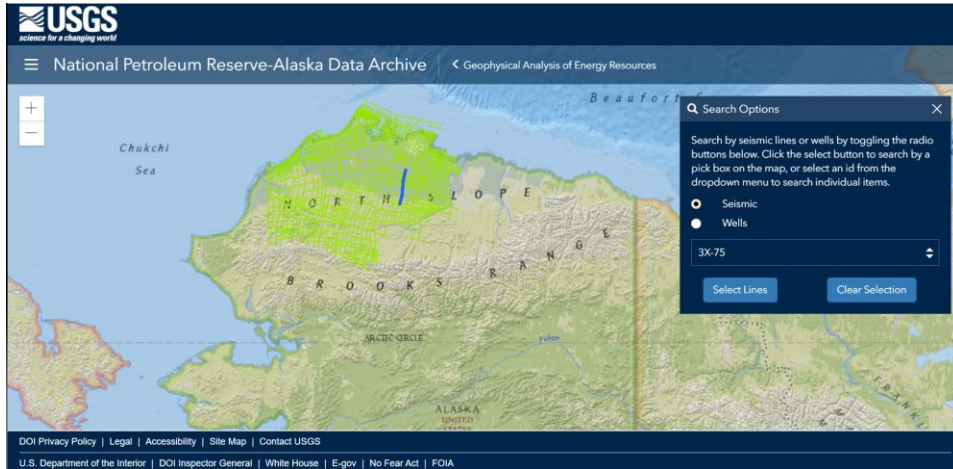 USGS
science for a changing world
☰ National Petroleum Reserve-Alaska Data Archive < Geophysical Analysis of Energy Resources
+
−
Beaufort S
Chukchi
Sea
NORTH SLOPE
BROOKS RANGE
ARCTIC CIRCLE
yukon
ALASKA
UNITED
STATES
FRANK
Search Options ×
Search by seismic lines or wells by toggling the radio
buttons below. Click the select button to search by a
pick box on the map, or select an id from the
dropdown menu to search individual items.
Seismic
Wells
3X-75
Select Lines Clear Selection
DOI Privacy Policy | Legal | Accessibility | Site Map | Contact USGS
U.S. Department of the Interior | DOI Inspector General | White House | E-gov | No Fear Act | FOIA